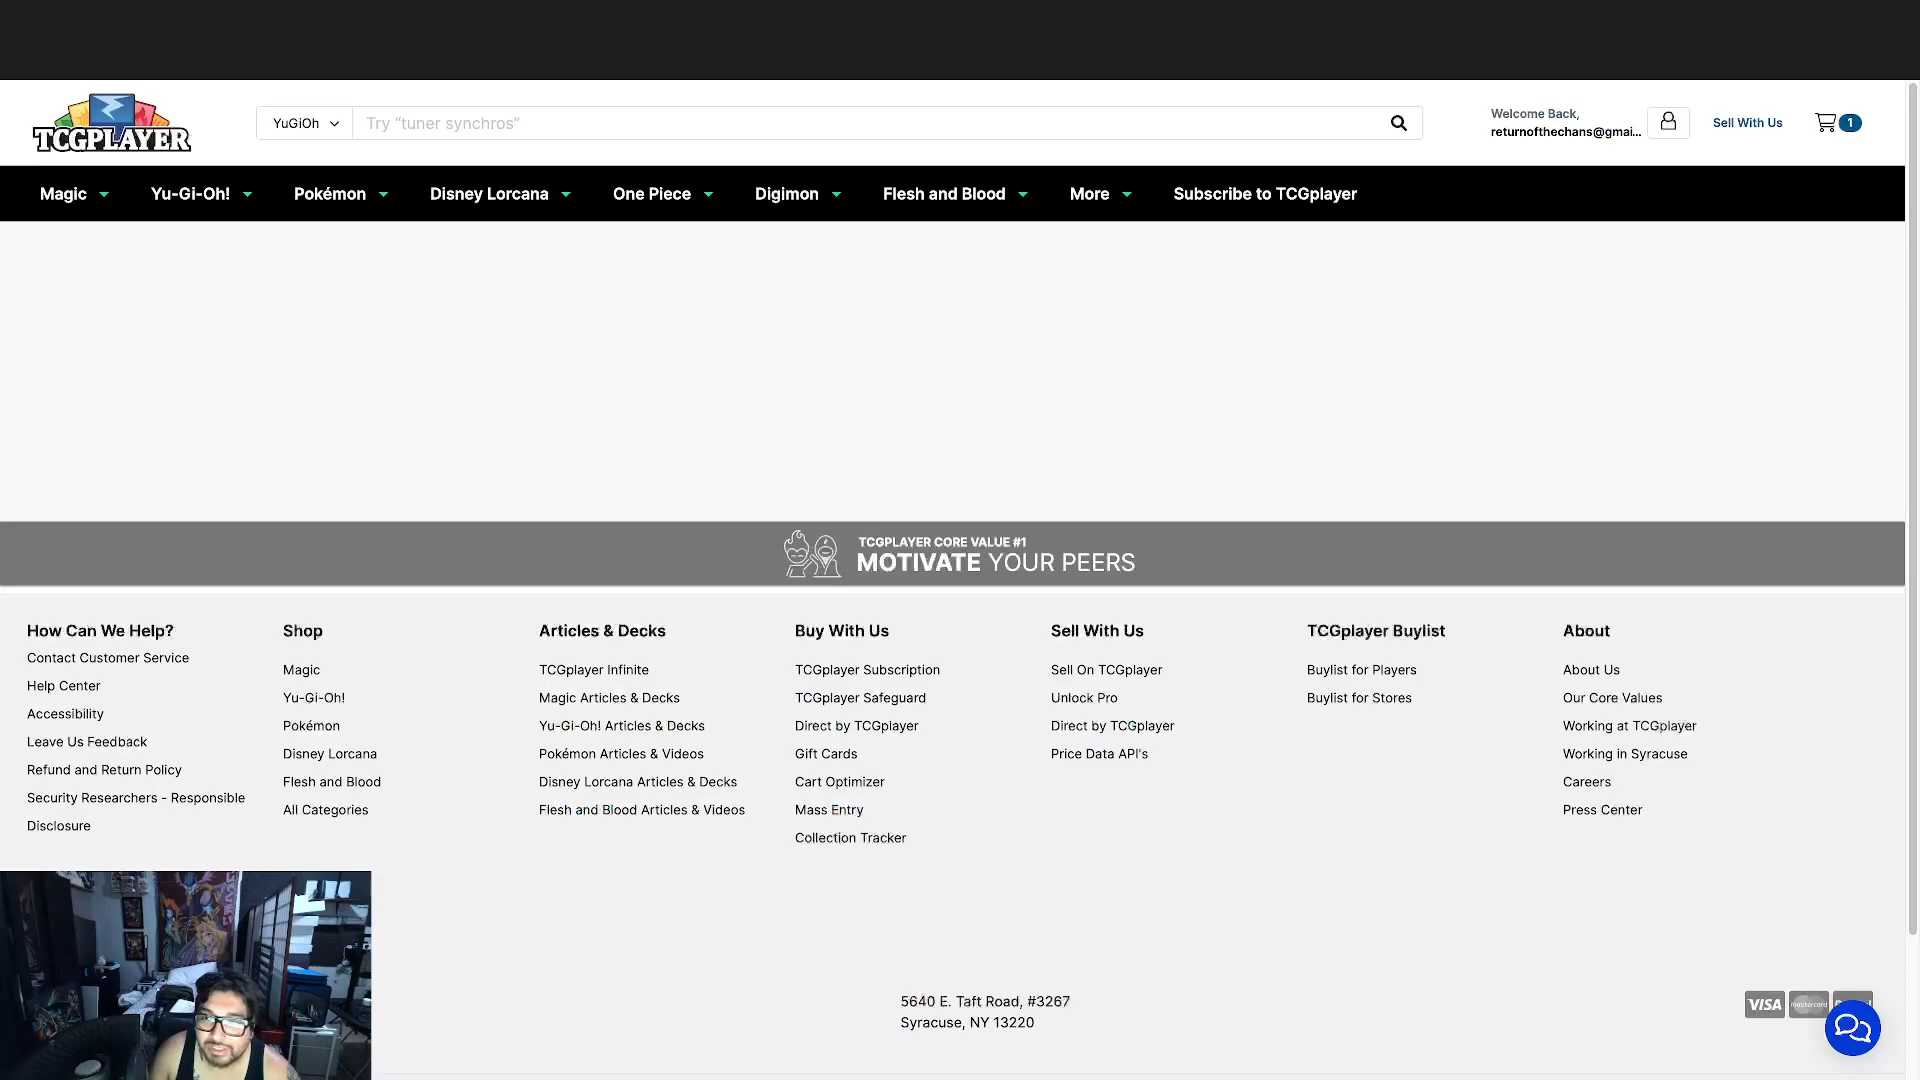 TCGPLAYER
YuGiOh
Try “tuner synchros”
Welcome Back,
returnofthechans@gmai...
Sell With Us
1
Magic
Yu-Gi-Oh!
Pokémon
Disney Lorcana
One Piece
Digimon
Flesh and Blood
More
Subscribe to TCGplayer
TCGPLAYER CORE VALUE #1
MOTIVATE YOUR PEERS
How Can We Help?
Contact Customer Service
Help Center
Accessibility
Leave Us Feedback
Refund and Return Policy
Security Researchers - Responsible
Disclosure
Shop
Magic
Yu-Gi-Oh!
Pokémon
Disney Lorcana
Flesh and Blood
All Categories
Articles & Decks
TCGplayer Infinite
Magic Articles & Decks
Yu-Gi-Oh! Articles & Decks
Pokémon Articles & Videos
Disney Lorcana Articles & Decks
Flesh and Blood Articles & Videos
Buy With Us
TCGplayer Subscription
TCGplayer Safeguard
Direct by TCGplayer
Gift Cards
Cart Optimizer
Mass Entry
Collection Tracker
Sell With Us
Sell On TCGplayer
Unlock Pro
Direct by TCGplayer
Price Data API's
TCGplayer Buylist
Buylist for Players
Buylist for Stores
About
About Us
Our Core Values
Working at TCGplayer
Working in Syracuse
Careers
Press Center
5640 E. Taft Road, #3267
Syracuse, NY 13220
VISA
mastercard